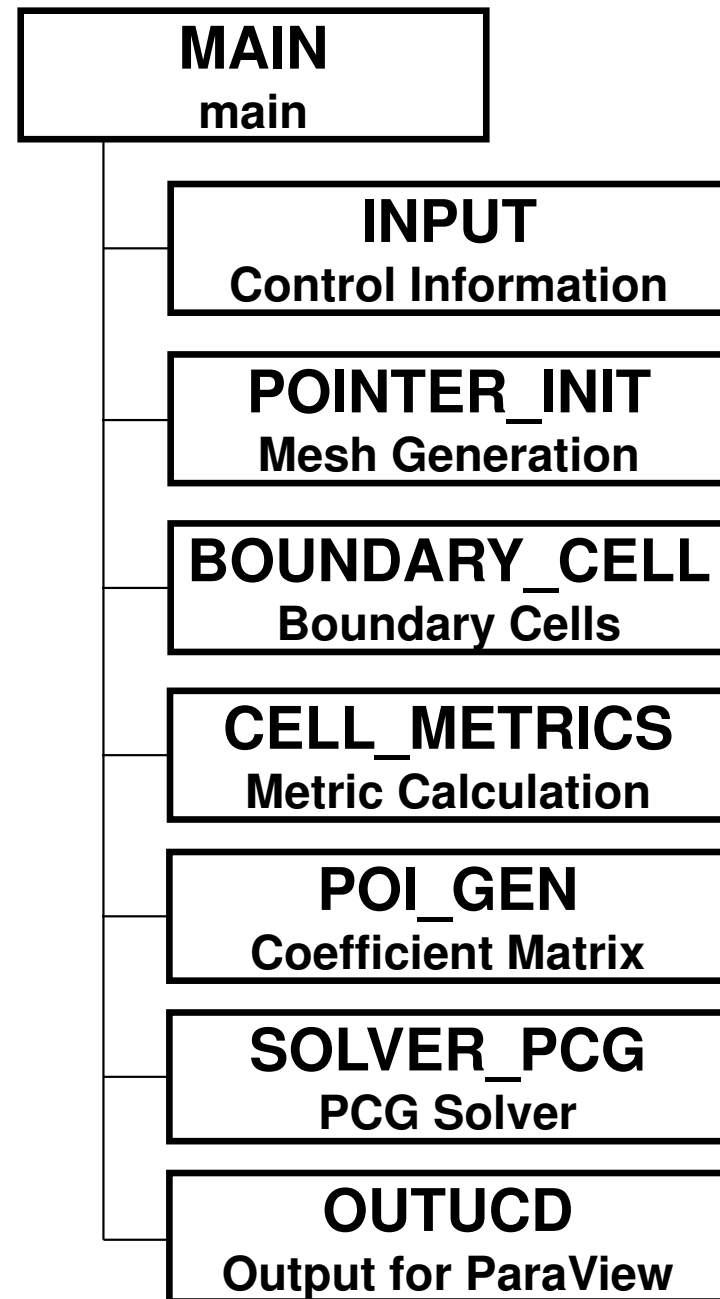 MAIN
main
INPUT
Control Information
POINTER_INIT
Mesh Generation
BOUNDARY_CELL
Boundary Cells
CELL_METRICS
Metric Calculation
POI_GEN
Coefficient Matrix
SOLVER_PCG
PCG Solver
OUTUCD
Output for ParaView